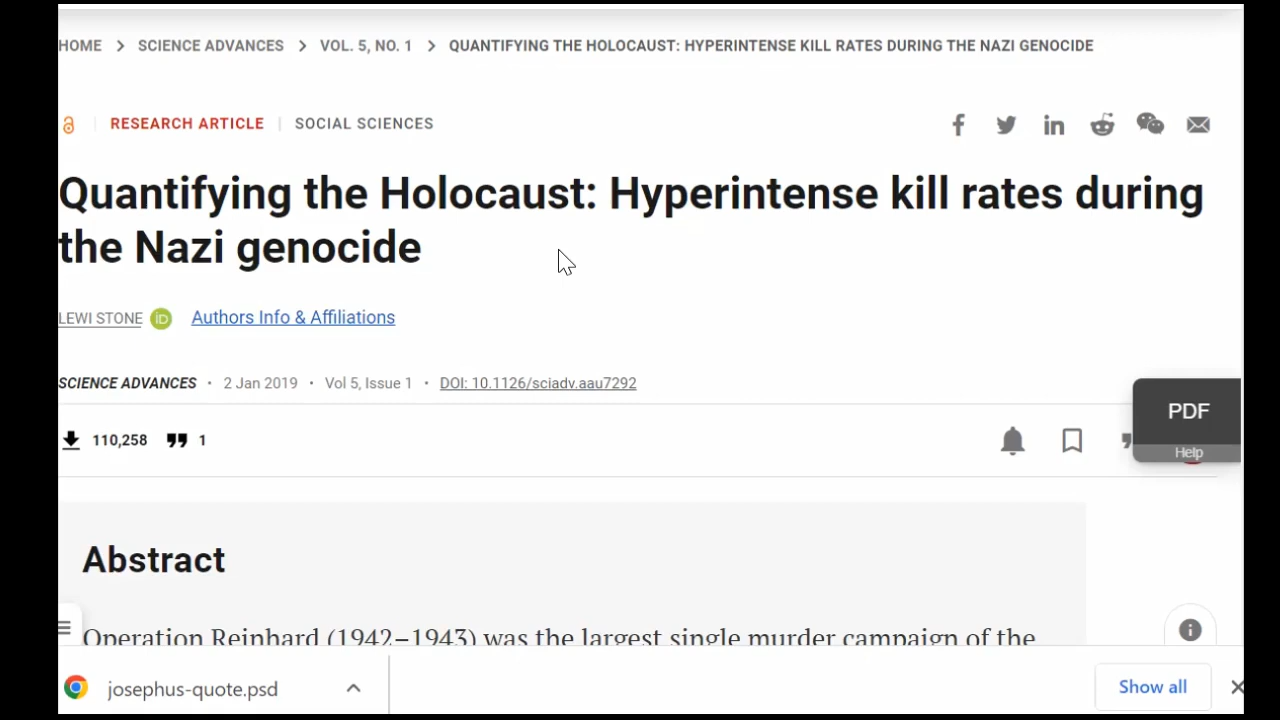 HOME > SCIENCE ADVANCES > VOL. 5, NO. 1 > QUANTIFYING THE HOLOCAUST: HYPERINTENSE KILL RATES DURING THE NAZI GENOCIDE
RESEARCH ARTICLE | SOCIAL SCIENCES
Quantifying the Holocaust: Hyperintense kill rates during
the Nazi genocide
LEWI STONE iD Authors Info & Affiliations
SCIENCE ADVANCES · 2 Jan 2019 · Vol 5, Issue 1 · DOI: 10.1126/sciadv.aau7292
PDF
110,258 1
Help
Abstract
Operation Reinhard (1942–1943) was the largest single murder campaign of the
josephus-quote.psd
Show all